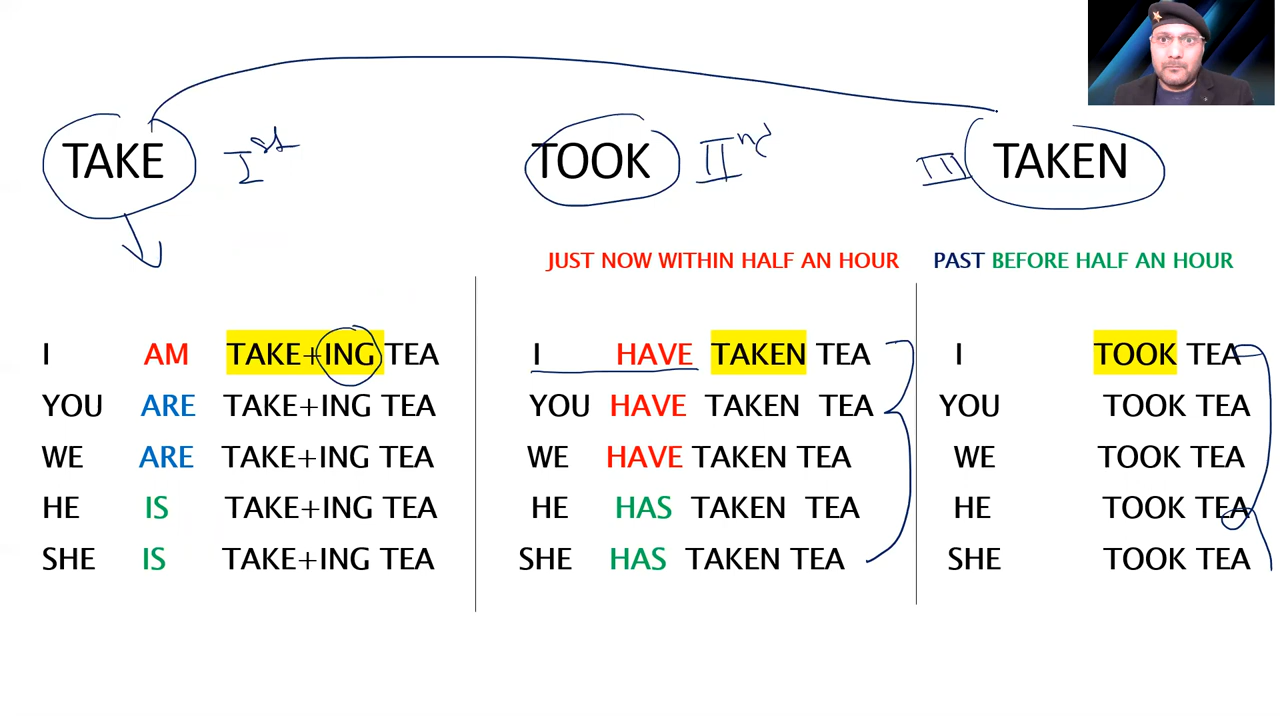 TAKE Ist TOOK IInd III TAKEN
JUST NOW WITHIN HALF AN HOUR PAST BEFORE HALF AN HOUR
I AM TAKE+ING TEA I HAVE TAKEN TEA I TOOK TEA
YOU ARE TAKE+ING TEA YOU HAVE TAKEN TEA YOU TOOK TEA
WE ARE TAKE+ING TEA WE HAVE TAKEN TEA WE TOOK TEA
HE IS TAKE+ING TEA HE HAS TAKEN TEA HE TOOK TEA
SHE IS TAKE+ING TEA SHE HAS TAKEN TEA SHE TOOK TEA